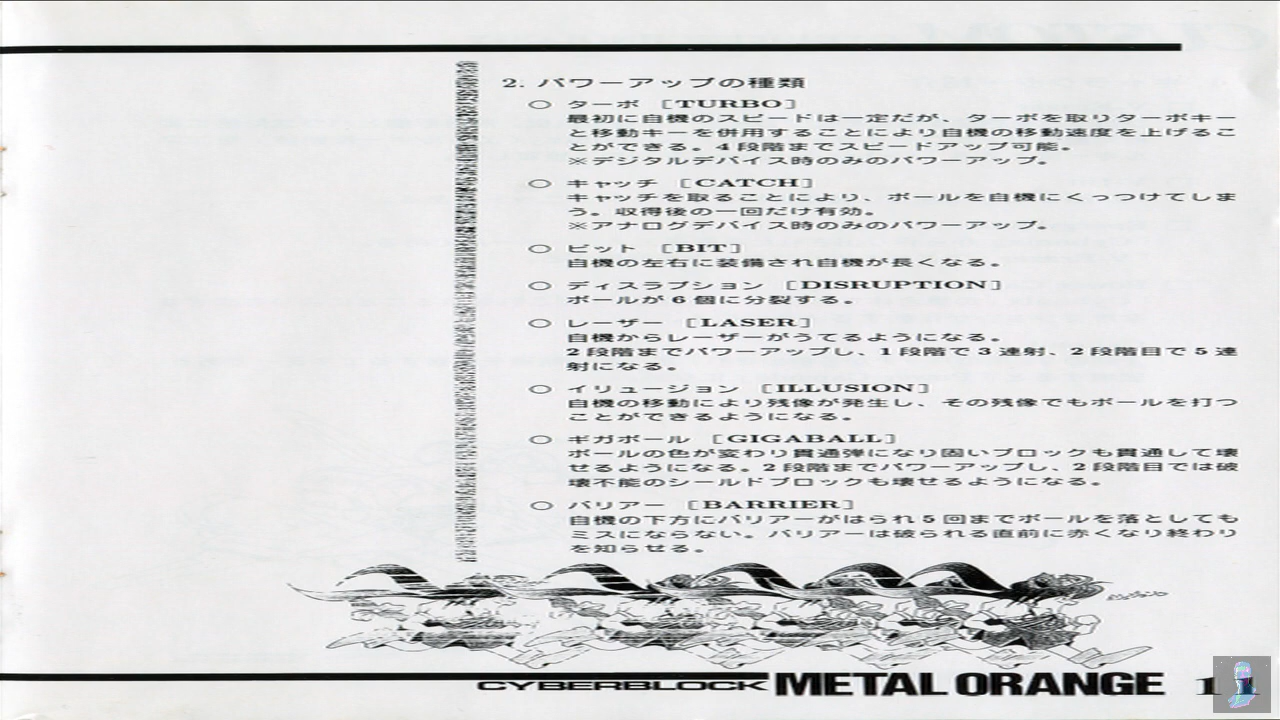 2. パワーアップの種類
○ ターボ [TURBO]
最初に自機のスピードは一定だが、ターボを取りターボキー
と移動キーを併用することにより自機の移動速度を上げるこ
とができる。4段階までスピードアップ可能。
※デジタルデバイス時のみのパワーアップ。
○ キャッチ [CATCH]
キャッチを取ることにより、ボールを自機にくっつけてしま
う。収得後の一回だけ有効。
※アナログデバイス時のみのパワーアップ。
○ ビット [BIT]
自機の左右に装備され自機が長くなる。
○ ディスラプション [DISRUPTION]
ボールが6個に分裂する。
○ レーザー [LASER]
自機からレーザーがうてるようになる。
2段階までパワーアップし、1段階で3連射、2段階目で5連
射になる。
○ イリュージョン [ILLUSION]
自機の移動により残像が発生し、その残像でもボールを打つ
ことができるようになる。
○ ギガボール [GIGABALL]
ボールの色が変わり貫通弾になり固いブロックも貫通して壊
せるようになる。2段階までパワーアップし、2段階目では破
壊不能のシールドブロックも壊せるようになる。
○ バリアー [BARRIER]
自機の下方にバリアーがはられ5回までボールを落としても
ミスにならない。バリアーは破られる直前に赤くなり終わり
を知らせる。
CYBERBLOCK METAL ORANGE 11